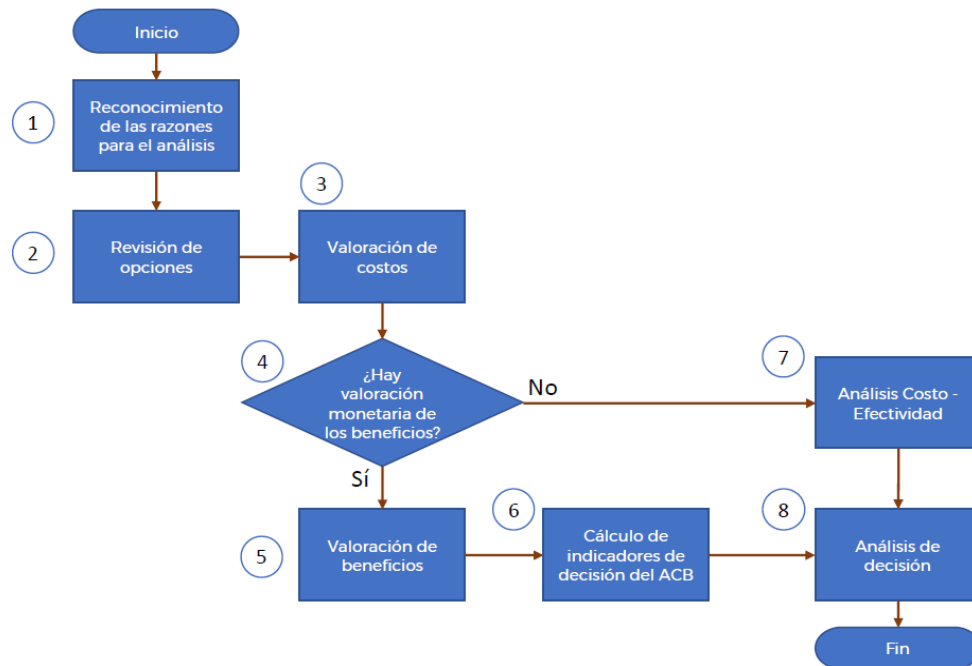 Inicio
1
Reconocimiento
de las razones
para el análisis
2
Revisión de
opciones
3
Valoración de
costos
4
¿Hay
valoración
monetaria de
los beneficios?
No
7
Análisis Costo -
Efectividad
Sí
5
Valoración de
beneficios
6
Cálculo de
indicadores de
decisión del ACB
8
Análisis de
decisión
Fin